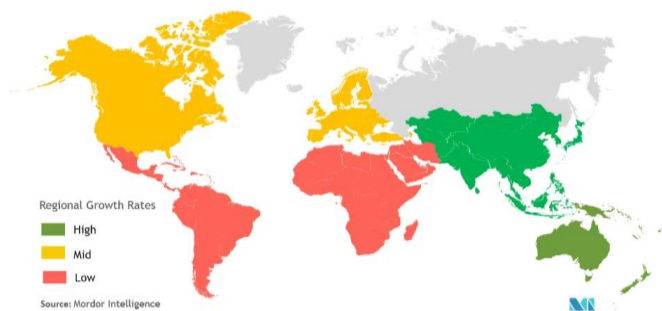 Regional Growth Rates
High
Mid
Low
Source: Mordor Intelligence